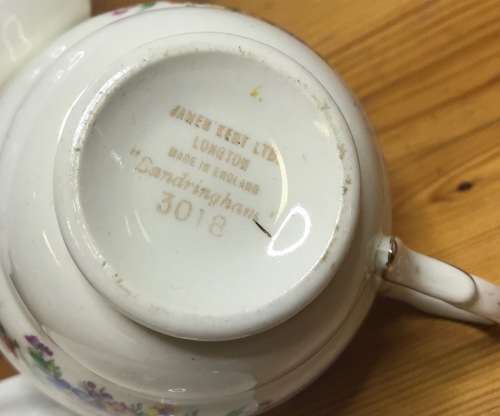 JAMES KENT LTD
LONGTON
MADE IN ENGLAND
"Sandringham"
3018